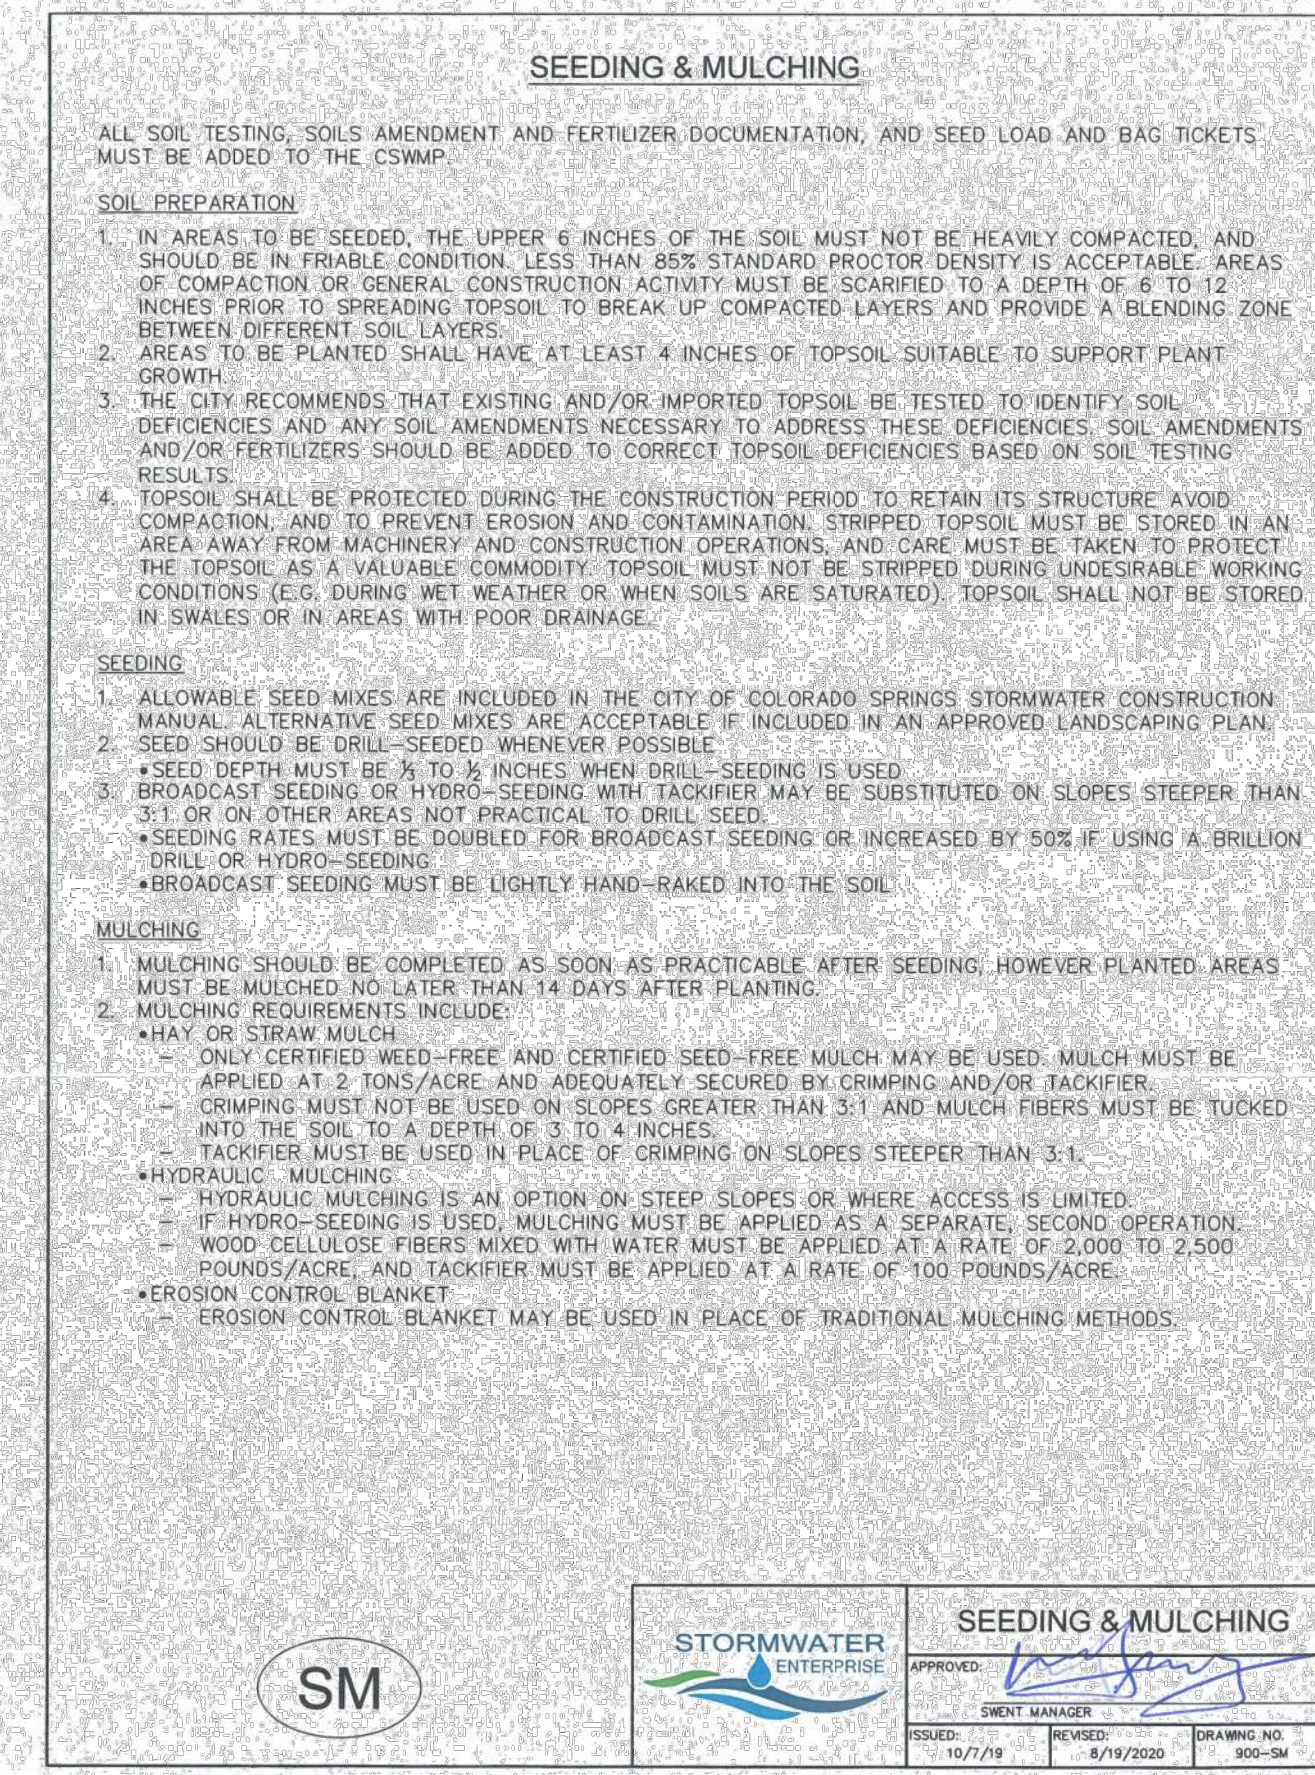 SEEDING & MULCHING
ALL SOIL TESTING, SOILS AMENDMENT AND FERTILIZER DOCUMENTATION, AND SEED LOAD AND BAG TICKETS
MUST BE ADDED TO THE CSWMP.
SOIL PREPARATION
1. IN AREAS TO BE SEEDED, THE UPPER 6 INCHES OF THE SOIL MUST NOT BE HEAVILY COMPACTED, AND
SHOULD BE IN FRIABLE CONDITION. LESS THAN 85% STANDARD PROCTOR DENSITY IS ACCEPTABLE. AREAS
OF COMPACTION OR GENERAL CONSTRUCTION ACTIVITY MUST BE SCARIFIED TO A DEPTH OF 6 TO 12
INCHES PRIOR TO SPREADING TOPSOIL TO BREAK UP COMPACTED LAYERS AND PROVIDE A BLENDING ZONE
BETWEEN DIFFERENT SOIL LAYERS.
2. AREAS TO BE PLANTED SHALL HAVE AT LEAST 4 INCHES OF TOPSOIL SUITABLE TO SUPPORT PLANT
GROWTH.
3. THE CITY RECOMMENDS THAT EXISTING AND/OR IMPORTED TOPSOIL BE TESTED TO IDENTIFY SOIL
DEFICIENCIES AND ANY SOIL AMENDMENTS NECESSARY TO ADDRESS THESE DEFICIENCIES. SOIL AMENDMENTS
AND/OR FERTILIZERS SHOULD BE ADDED TO CORRECT TOPSOIL DEFICIENCIES BASED ON SOIL TESTING
RESULTS.
4. TOPSOIL SHALL BE PROTECTED DURING THE CONSTRUCTION PERIOD TO RETAIN ITS STRUCTURE AVOID
COMPACTION, AND TO PREVENT EROSION AND CONTAMINATION. STRIPPED TOPSOIL MUST BE STORED IN AN
AREA AWAY FROM MACHINERY AND CONSTRUCTION OPERATIONS, AND CARE MUST BE TAKEN TO PROTECT
THE TOPSOIL AS A VALUABLE COMMODITY. TOPSOIL MUST NOT BE STRIPPED DURING UNDESIRABLE WORKING
CONDITIONS (E.G. DURING WET WEATHER OR WHEN SOILS ARE SATURATED). TOPSOIL SHALL NOT BE STORED
IN SWALES OR IN AREAS WITH POOR DRAINAGE.
SEEDING
1. ALLOWABLE SEED MIXES ARE INCLUDED IN THE CITY OF COLORADO SPRINGS STORMWATER CONSTRUCTION
MANUAL. ALTERNATIVE SEED MIXES ARE ACCEPTABLE IF INCLUDED IN AN APPROVED LANDSCAPING PLAN.
2. SEED SHOULD BE DRILL-SEEDED WHENEVER POSSIBLE
•SEED DEPTH MUST BE ⅓ TO ½ INCHES WHEN DRILL-SEEDING IS USED
3. BROADCAST SEEDING OR HYDRO-SEEDING WITH TACKIFIER MAY BE SUBSTITUTED ON SLOPES STEEPER THAN
3:1 OR ON OTHER AREAS NOT PRACTICAL TO DRILL SEED.
•SEEDING RATES MUST BE DOUBLED FOR BROADCAST SEEDING OR INCREASED BY 50% IF USING A BRILLION
DRILL OR HYDRO-SEEDING
•BROADCAST SEEDING MUST BE LIGHTLY HAND-RAKED INTO THE SOIL
MULCHING
1. MULCHING SHOULD BE COMPLETED AS SOON AS PRACTICABLE AFTER SEEDING, HOWEVER PLANTED AREAS
MUST BE MULCHED NO LATER THAN 14 DAYS AFTER PLANTING.
2. MULCHING REQUIREMENTS INCLUDE:
•HAY OR STRAW MULCH
– ONLY CERTIFIED WEED-FREE AND CERTIFIED SEED-FREE MULCH MAY BE USED. MULCH MUST BE
APPLIED AT 2 TONS/ACRE AND ADEQUATELY SECURED BY CRIMPING AND/OR TACKIFIER.
– CRIMPING MUST NOT BE USED ON SLOPES GREATER THAN 3:1 AND MULCH FIBERS MUST BE TUCKED
INTO THE SOIL TO A DEPTH OF 3 TO 4 INCHES.
– TACKIFIER MUST BE USED IN PLACE OF CRIMPING ON SLOPES STEEPER THAN 3:1.
•HYDRAULIC MULCHING
– HYDRAULIC MULCHING IS AN OPTION ON STEEP SLOPES OR WHERE ACCESS IS LIMITED.
– IF HYDRO-SEEDING IS USED, MULCHING MUST BE APPLIED AS A SEPARATE, SECOND OPERATION.
– WOOD CELLULOSE FIBERS MIXED WITH WATER MUST BE APPLIED AT A RATE OF 2,000 TO 2,500
POUNDS/ACRE, AND TACKIFIER MUST BE APPLIED AT A RATE OF 100 POUNDS/ACRE.
•EROSION CONTROL BLANKET
– EROSION CONTROL BLANKET MAY BE USED IN PLACE OF TRADITIONAL MULCHING METHODS.
SM
STORMWATER
ENTERPRISE
SEEDING & MULCHING
APPROVED:
SWENT MANAGER
ISSUED: 10/7/19
REVISED: 8/19/2020
DRAWING NO. 900-SM